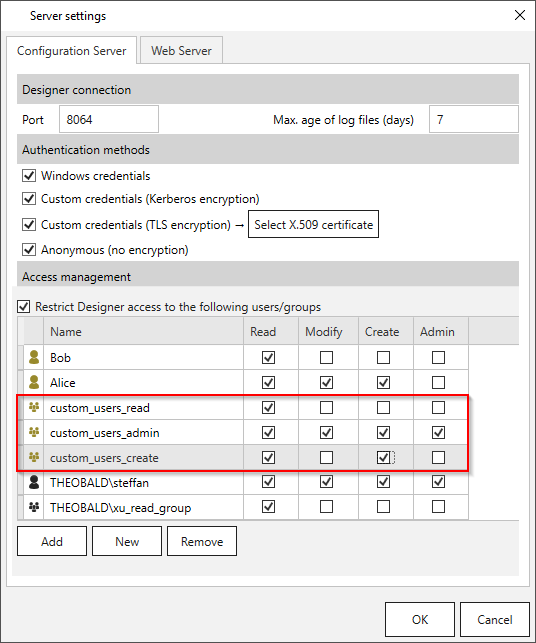 Server settings
Configuration Server Web Server
Designer connection
Port 8064 Max. age of log files (days) 7
Authentication methods
Windows credentials
Custom credentials (Kerberos encryption)
Custom credentials (TLS encryption) → Select X.509 certificate
Anonymous (no encryption)
Access management
Restrict Designer access to the following users/groups
Name Read Modify Create Admin
Bob
Alice
custom_users_read
custom_users_admin
custom_users_create
THEOBALD\steffan
THEOBALD\xu_read_group
Add New Remove
OK Cancel